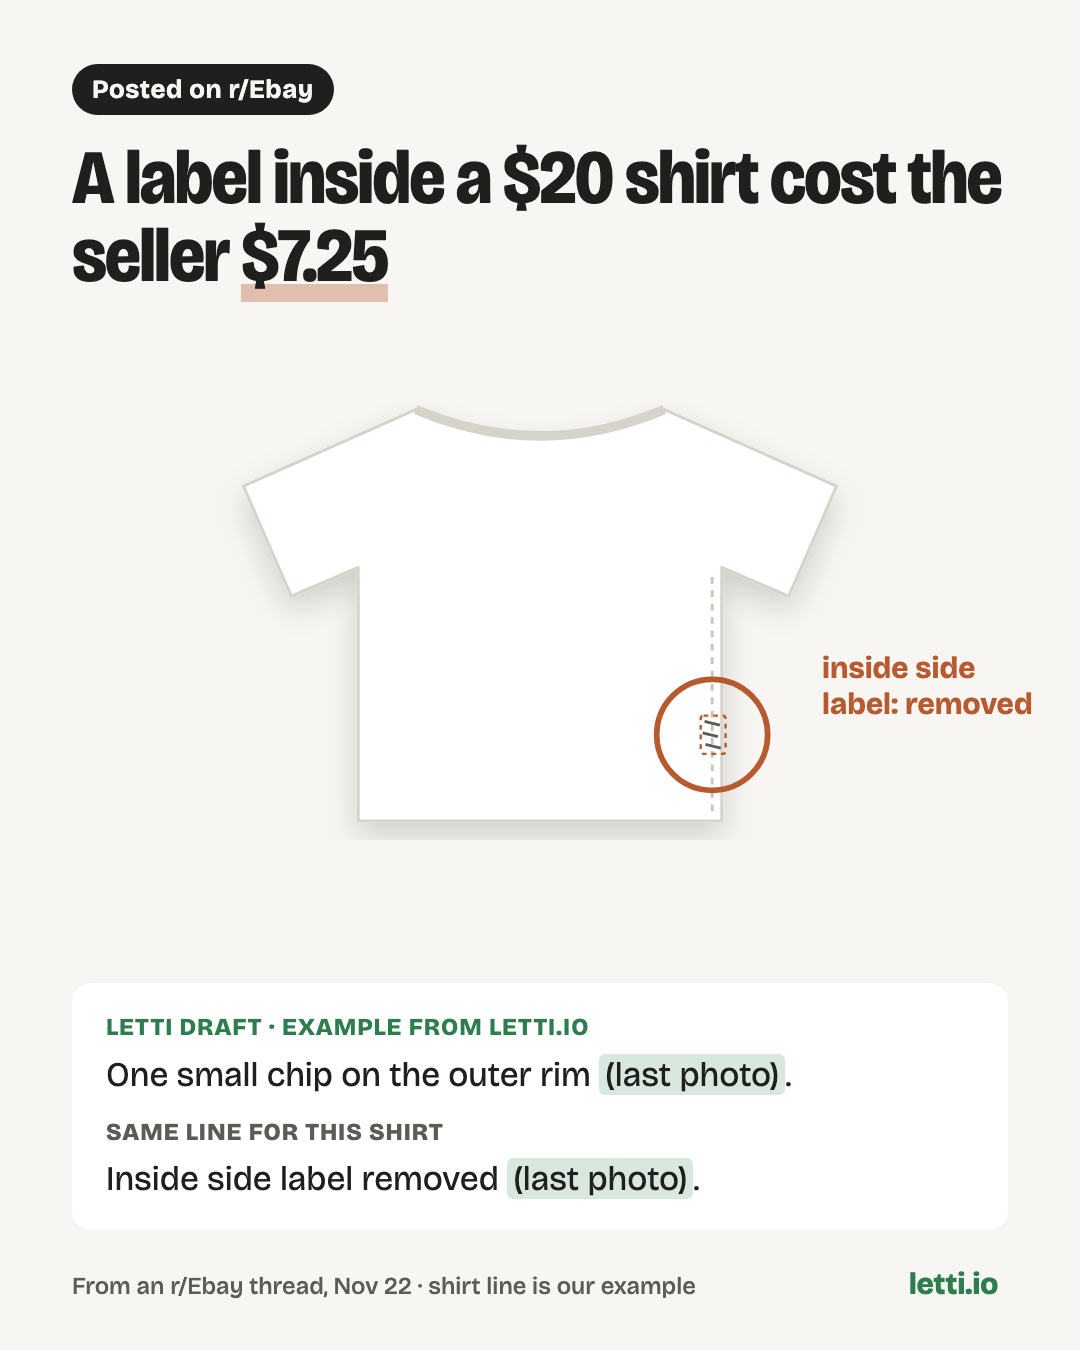 Posted on r/Ebay
A label inside a $20 shirt cost the
seller $7.25
inside side
label: removed
LETTI DRAFT · EXAMPLE FROM LETTI.IO
One small chip on the outer rim (last photo).
SAME LINE FOR THIS SHIRT
Inside side label removed (last photo).
From an r/Ebay thread, Nov 22 · shirt line is our example
letti.io